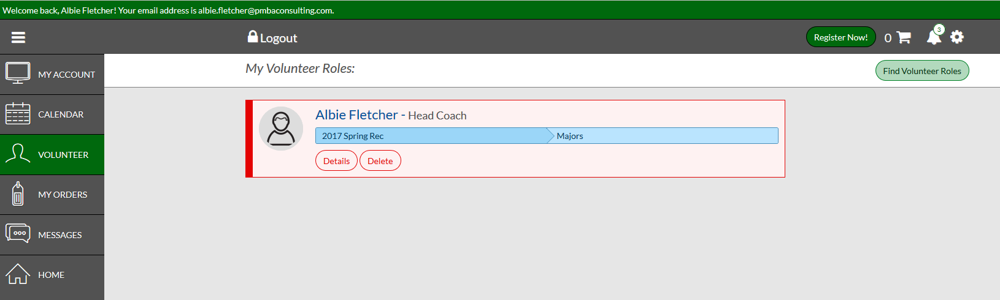 Welcome back, Albie Fletcher! Your email address is albie.fletcher@pmbaconsulting.com.
Logout
Register Now!
0
3
MY ACCOUNT
CALENDAR
VOLUNTEER
MY ORDERS
MESSAGES
HOME
My Volunteer Roles:
Find Volunteer Roles
Albie Fletcher - Head Coach
2017 Spring Rec
Majors
Details
Delete